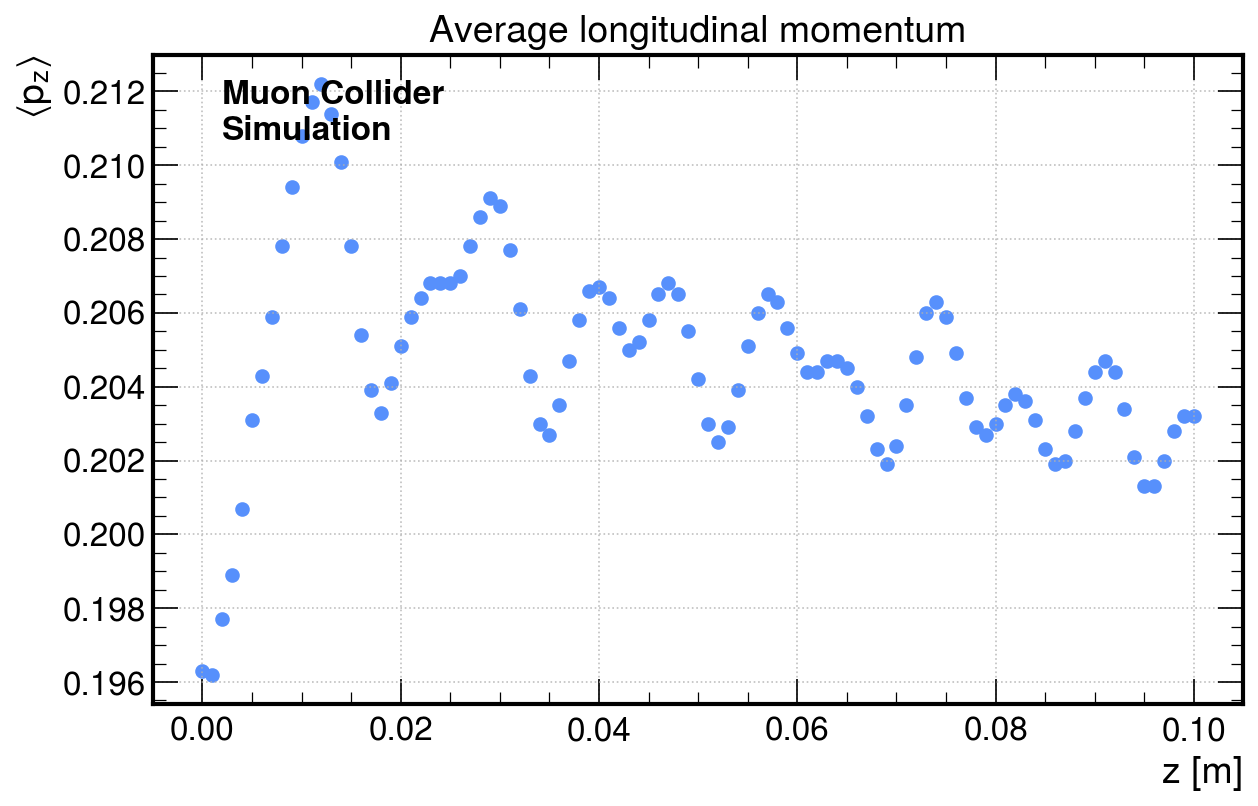 Average longitudinal momentum
⟨p_z⟩
Muon Collider
Simulation
0.212
0.210
0.208
0.206
0.204
0.202
0.200
0.198
0.196
0.00 0.02 0.04 0.06 0.08 0.10
z [m]